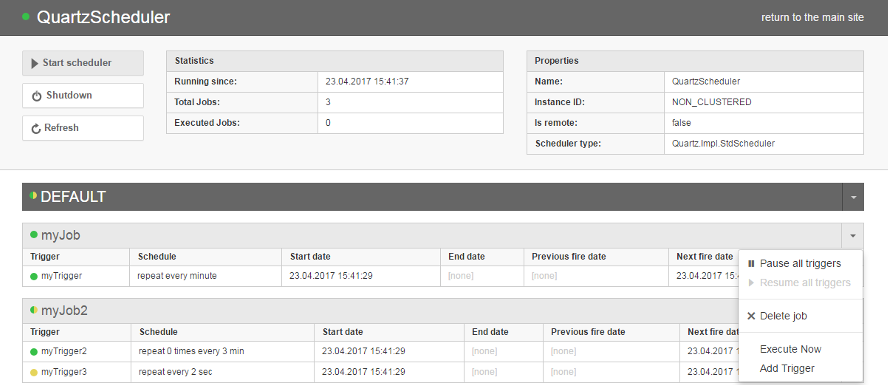 QuartzScheduler
return to the main site
Start scheduler
Shutdown
Refresh
Statistics
Running since: 23.04.2017 15:41:37
Total Jobs: 3
Executed Jobs: 0
Properties
Name: QuartzScheduler
Instance ID: NON_CLUSTERED
Is remote: false
Scheduler type: Quartz.Impl.StdScheduler
DEFAULT
myJob
Trigger Schedule Start date End date Previous fire date Next fire date
myTrigger repeat every minute 23.04.2017 15:41:29 [none] [none] 23.04.2017 15:4
Pause all triggers
Resume all triggers
Delete job
Execute Now
Add Trigger
myJob2
Trigger Schedule Start date End date Previous fire date Next fire dat
myTrigger2 repeat 0 times every 3 min 23.04.2017 15:41:29 [none] [none] 23.04.2017 15:
myTrigger3 repeat every 2 sec 23.04.2017 15:41:29 [none] [none] 23.04.2017 15: